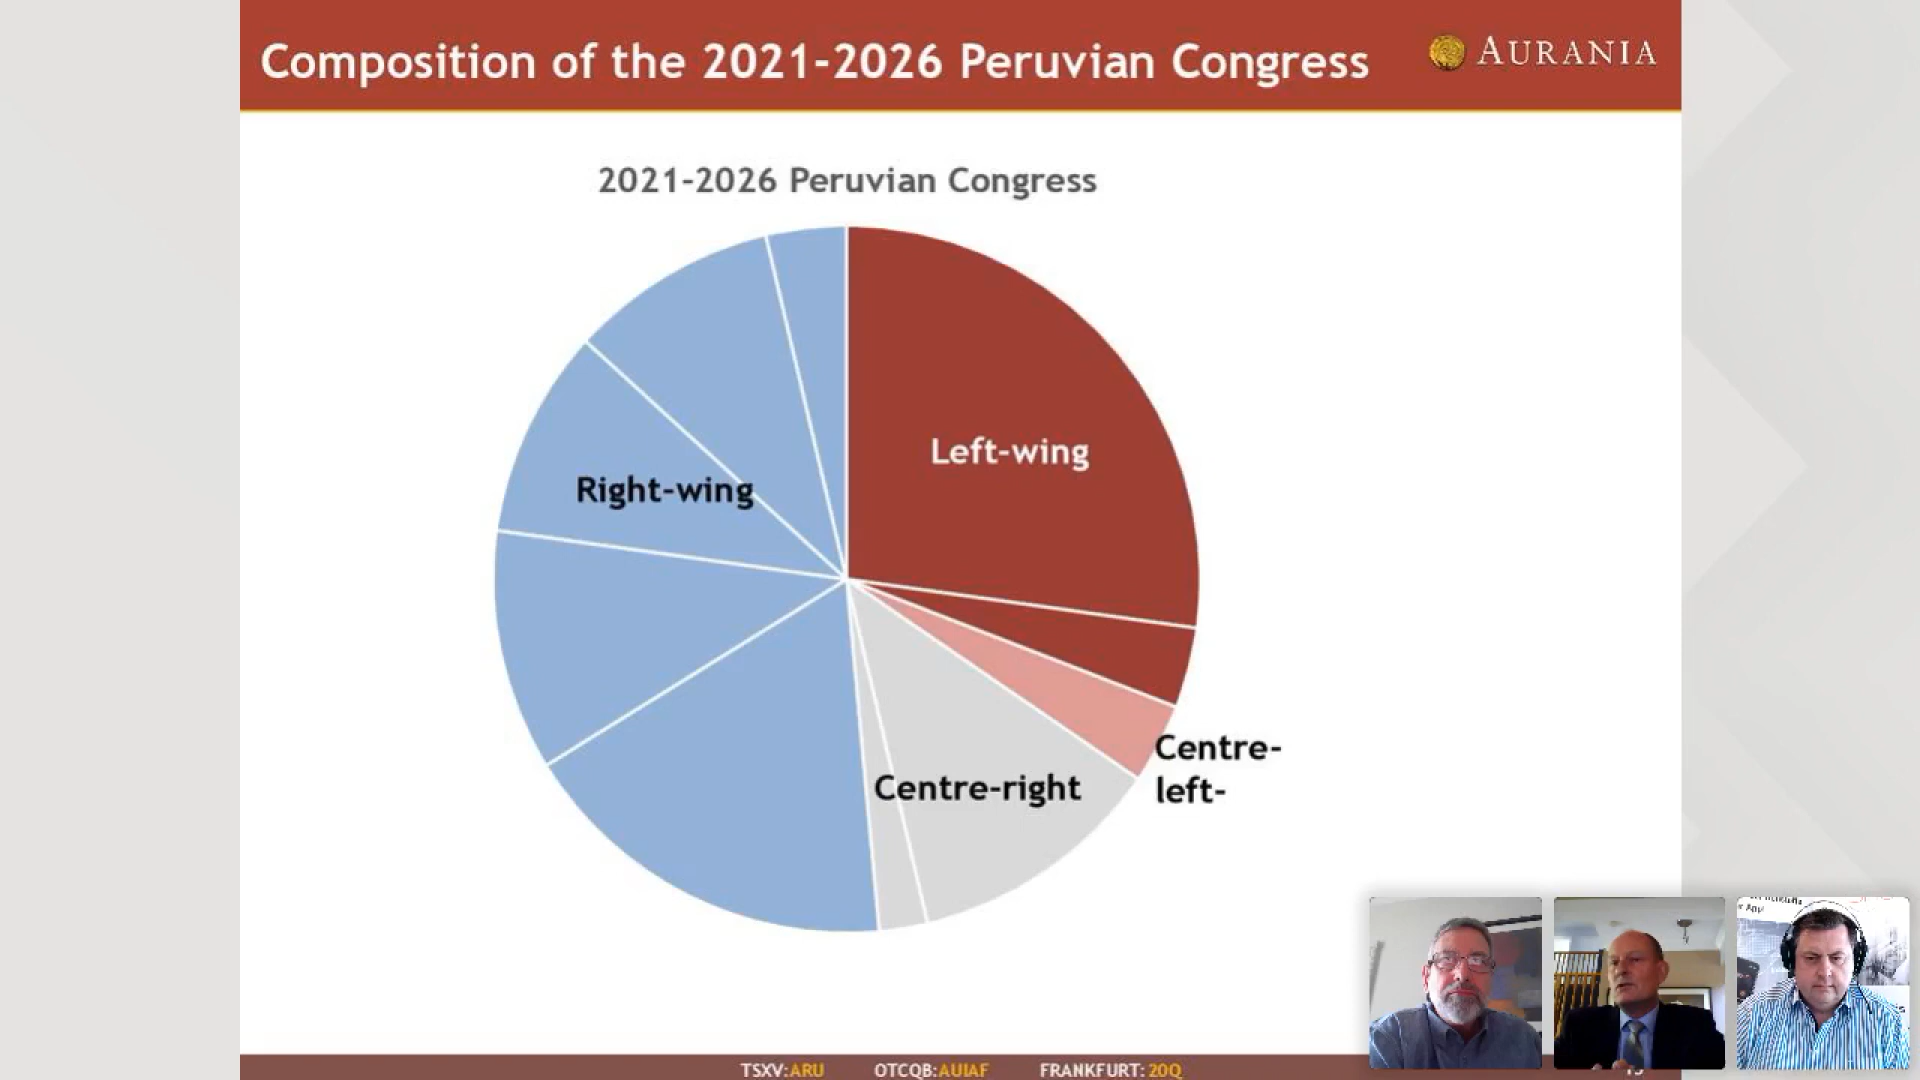 Composition of the 2021-2026 Peruvian Congress
AURANIA
2021-2026 Peruvian Congress
Left-wing
Right-wing
Centre-
left-
Centre-right
TSXV:ARU OTCQB:AUIAF FRANKFURT: 20Q